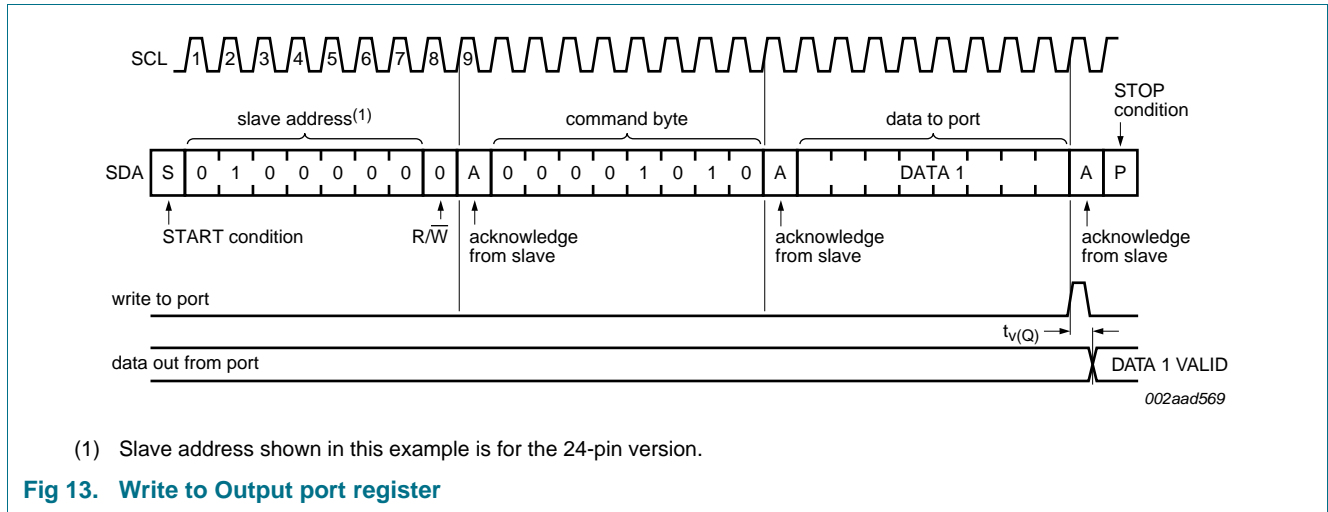 SCL 1 2 3 4 5 6 7 8 9
STOP
condition
slave address(1) command byte data to port
SDA S 0 1 0 0 0 0 0 0 A 0 0 0 0 1 0 1 0 A DATA 1 A P
START condition R/W̅ acknowledge acknowledge acknowledge
from slave from slave from slave
write to port
tv(Q)
data out from port DATA 1 VALID
002aad569
(1) Slave address shown in this example is for the 24-pin version.
Fig 13. Write to Output port register